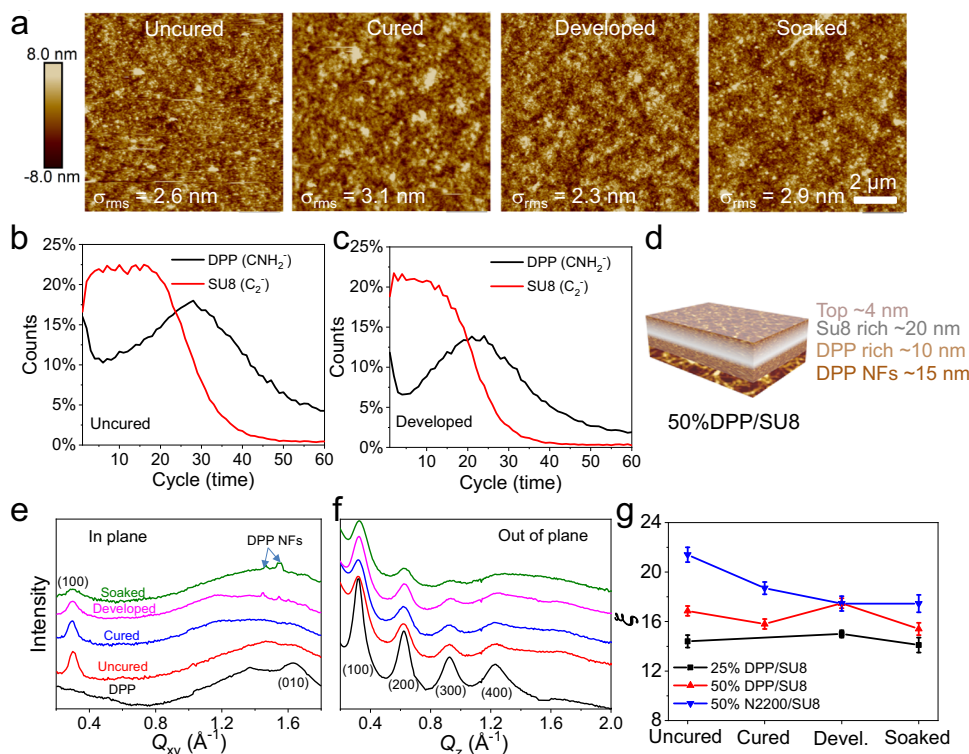 a
Uncured
Cured
Developed
Soaked
8.0 nm
-8.0 nm
σrms = 2.6 nm
σrms = 3.1 nm
σrms = 2.3 nm
σrms = 2.9 nm
2 μm
b
25%
20%
15%
10%
5%
0%
Counts
DPP (CNH₂⁻)
SU8 (C₂⁻)
Uncured
10 20 30 40 50 60
Cycle (time)
c
25%
20%
15%
10%
5%
0%
Counts
DPP (CNH₂⁻)
SU8 (C₂⁻)
Developed
10 20 30 40 50 60
Cycle (time)
d
Top ~4 nm
Su8 rich ~20 nm
DPP rich ~10 nm
DPP NFs ~15 nm
50%DPP/SU8
e
In plane
DPP NFs
(100)
Soaked
Developed
Cured
Uncured
DPP
(010)
Intensity
0.4 0.8 1.2 1.6
Qxy (Å⁻¹)
f
Out of plane
(100)
(200)
(300)
(400)
0.4 0.8 1.2 1.6 2.0
Qz (Å⁻¹)
g
24
20
16
12
8
ξ
25% DPP/SU8
50% DPP/SU8
50% N2200/SU8
Uncured Cured Devel. Soaked